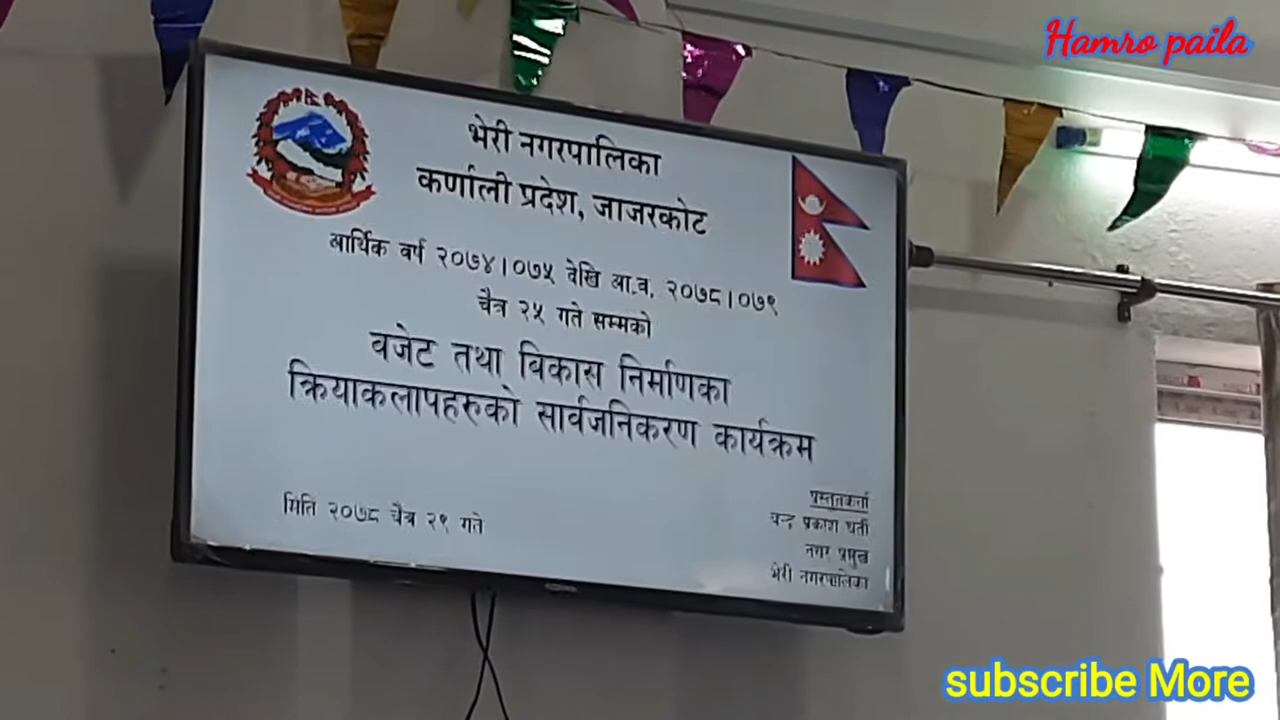 Hamro paila
भेरी नगरपालिका
कर्णाली प्रदेश, जाजरकोट
आर्थिक वर्ष २०७४।०७५ देखि आ.व. २०७८।०७९
चैत्र २५ गते सम्मको
वजेट तथा विकास निर्माणका
क्रियाकलापहरुको सार्वजनिकरण कार्यक्रम
मिति २०७८ चैत्र २९ गते
प्रस्तुतकर्ता
चन्द्र प्रकाश घर्ती
नगर प्रमुख
भेरी नगरपालिका
subscribe More